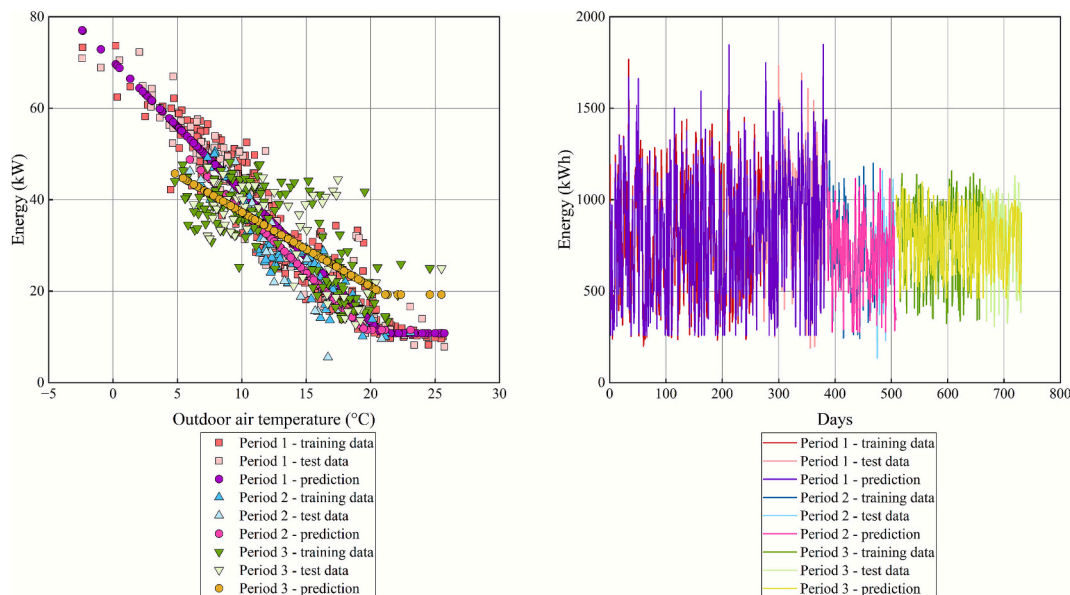 80
60
40
20
0
Energy (kW)
−5
0
5
10
15
20
25
30
Outdoor air temperature (°C)
Period 1 - training data
Period 1 - test data
Period 1 - prediction
Period 2 - training data
Period 2 - test data
Period 2 - prediction
Period 3 - training data
Period 3 - test data
Period 3 - prediction
2000
1500
1000
500
0
Energy (kWh)
0
100
200
300
400
500
600
700
800
Days
Period 1 - training data
Period 1 - test data
Period 1 - prediction
Period 2 - training data
Period 2 - test data
Period 2 - prediction
Period 3 - training data
Period 3 - test data
Period 3 - prediction